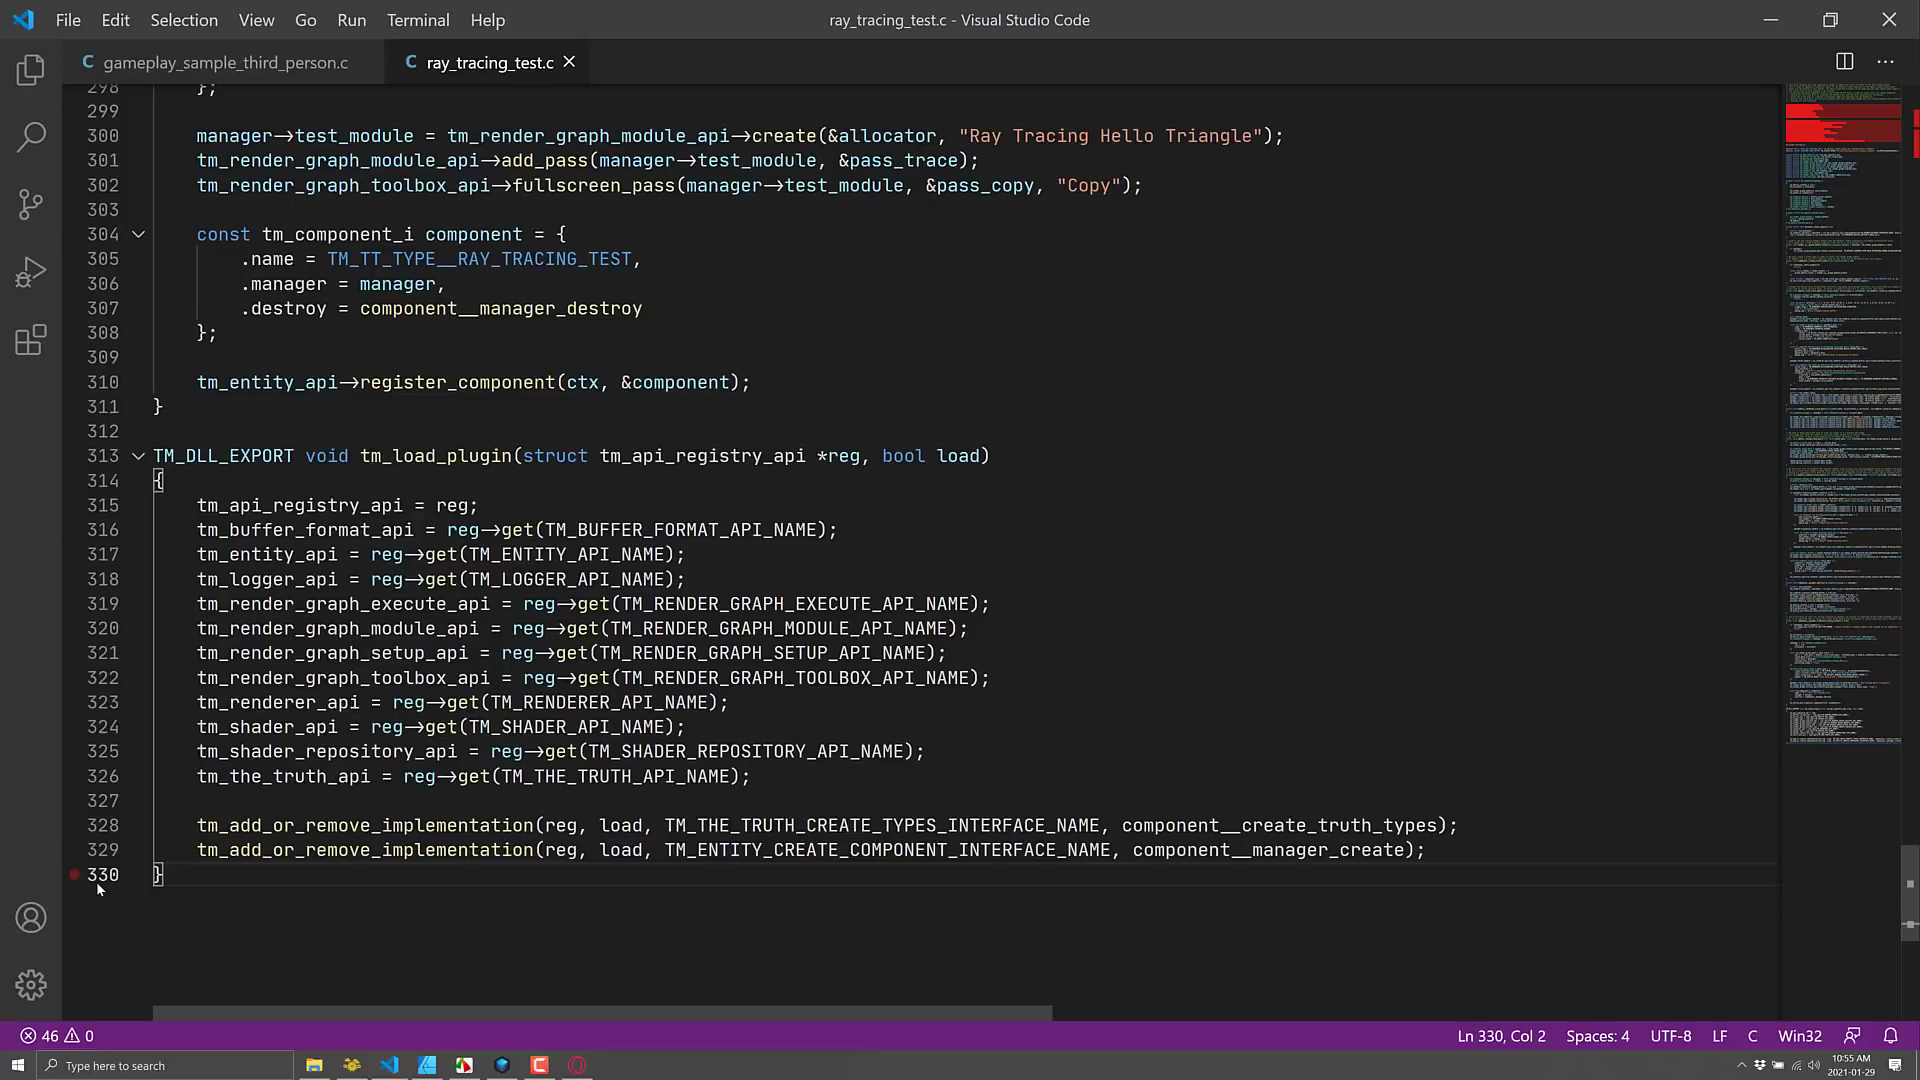 File Edit Selection View Go Run Terminal Help ray_tracing_test.c - Visual Studio Code
C gameplay_sample_third_person.c C ray_tracing_test.c
298 };
299
300 manager->test_module = tm_render_graph_module_api->create(&allocator, "Ray Tracing Hello Triangle");
301 tm_render_graph_module_api->add_pass(manager->test_module, &pass_trace);
302 tm_render_graph_toolbox_api->fullscreen_pass(manager->test_module, &pass_copy, "Copy");
303
304 const tm_component_i component = {
305 .name = TM_TT_TYPE__RAY_TRACING_TEST,
306 .manager = manager,
307 .destroy = component__manager_destroy
308 };
309
310 tm_entity_api->register_component(ctx, &component);
311 }
312
313 TM_DLL_EXPORT void tm_load_plugin(struct tm_api_registry_api *reg, bool load)
314 {
315 tm_api_registry_api = reg;
316 tm_buffer_format_api = reg->get(TM_BUFFER_FORMAT_API_NAME);
317 tm_entity_api = reg->get(TM_ENTITY_API_NAME);
318 tm_logger_api = reg->get(TM_LOGGER_API_NAME);
319 tm_render_graph_execute_api = reg->get(TM_RENDER_GRAPH_EXECUTE_API_NAME);
320 tm_render_graph_module_api = reg->get(TM_RENDER_GRAPH_MODULE_API_NAME);
321 tm_render_graph_setup_api = reg->get(TM_RENDER_GRAPH_SETUP_API_NAME);
322 tm_render_graph_toolbox_api = reg->get(TM_RENDER_GRAPH_TOOLBOX_API_NAME);
323 tm_renderer_api = reg->get(TM_RENDERER_API_NAME);
324 tm_shader_api = reg->get(TM_SHADER_API_NAME);
325 tm_shader_repository_api = reg->get(TM_SHADER_REPOSITORY_API_NAME);
326 tm_the_truth_api = reg->get(TM_THE_TRUTH_API_NAME);
327
328 tm_add_or_remove_implementation(reg, load, TM_THE_TRUTH_CREATE_TYPES_INTERFACE_NAME, component__create_truth_types);
329 tm_add_or_remove_implementation(reg, load, TM_ENTITY_CREATE_COMPONENT_INTERFACE_NAME, component__manager_create);
330 }
46 0 Ln 330, Col 2 Spaces: 4 UTF-8 LF C Win32
Type here to search 10:55 AM
2021-01-29